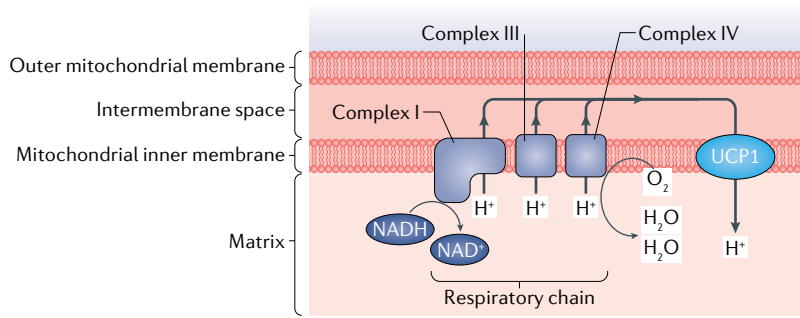 Complex III
Complex IV
Outer mitochondrial membrane
Intermembrane space
Complex I
Mitochondrial inner membrane
UCP1
O₂
H⁺
H⁺
H⁺
NADH
H₂O
NAD⁺
H₂O
H⁺
Matrix
Respiratory chain